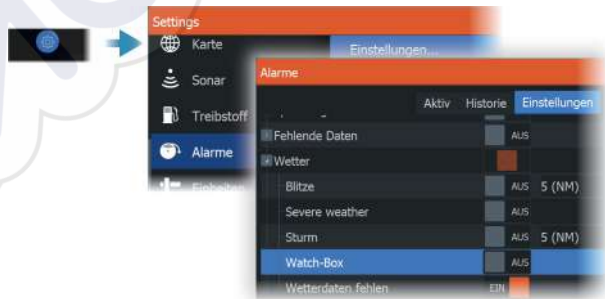 Settings
Karte
Einstellungen...
Sonar
Alarme
Treibstoff
Aktiv Historie Einstellungen
Fehlende Daten AUS
Alarme
Wetter
Blitze AUS 5 (NM)
Severe weather AUS
Sturm AUS 5 (NM)
Watch-Box AUS
Wetterdaten fehlen EIN